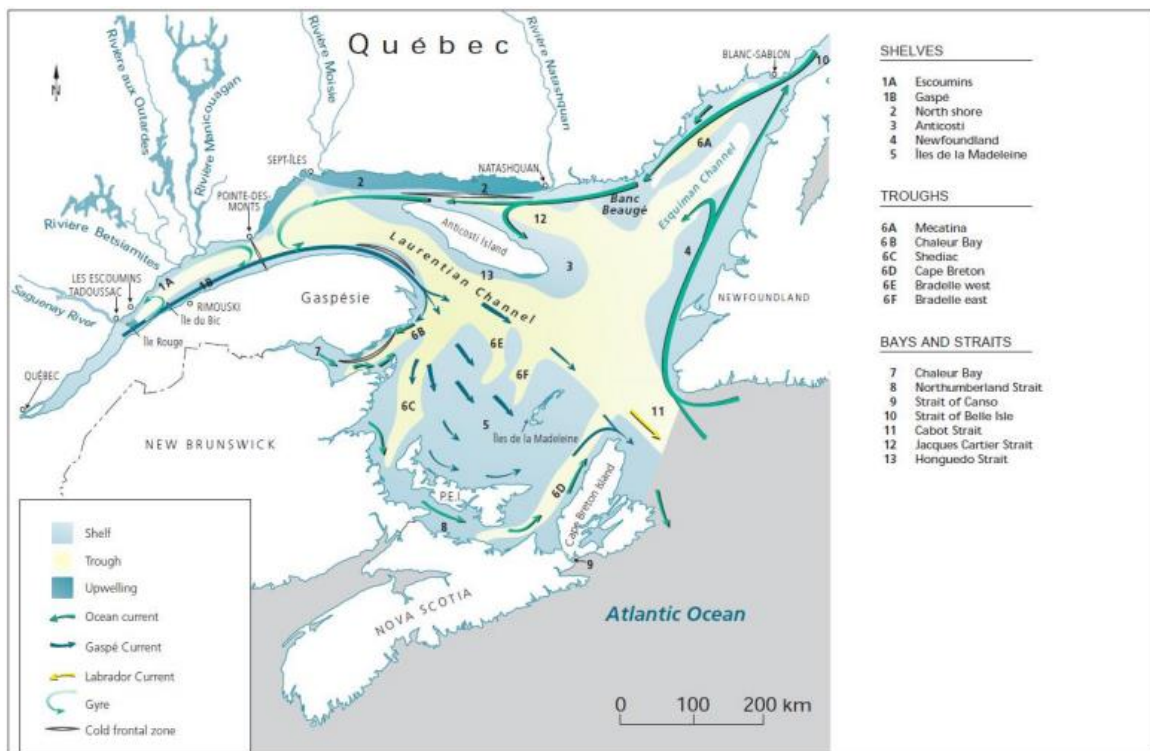 Québec
N
Rivière aux Outardes
Rivière Manicouagan
Rivière Moisie
Rivière Natashquan
BLANC-SABLON
10
6A
SEPT-ÎLES
NATASHQUAN
2
2
Banc
Beaugé
Esquiman Channel
POINTE-DES-
MONTS
12
Anticosti Island
Rivière Betsiamites
Laurentian Channel
3
4
13
1A
LES ESCOUMINS
TADOUSSAC
1B
Gaspésie
NEWFOUNDLAND
Saguenay River
RIMOUSKI
Île du Bic
Île Rouge
6B
6E
7
6F
QUÉBEC
6C
11
5
Îles de la Madeleine
NEW BRUNSWICK
P.E.I.
6D
Cape Breton Island
8
9
NOVA SCOTIA
Atlantic Ocean
0 100 200 km
Shelf
Trough
Upwelling
Ocean current
Gaspé Current
Labrador Current
Gyre
Cold frontal zone
SHELVES
1A Escoumins
1B Gaspé
2 North shore
3 Anticosti
4 Newfoundland
5 Îles de la Madeleine
TROUGHS
6A Mecatina
6B Chaleur Bay
6C Shediac
6D Cape Breton
6E Bradelle west
6F Bradelle east
BAYS AND STRAITS
7 Chaleur Bay
8 Northumberland Strait
9 Strait of Canso
10 Strait of Belle Isle
11 Cabot Strait
12 Jacques Cartier Strait
13 Honguedo Strait